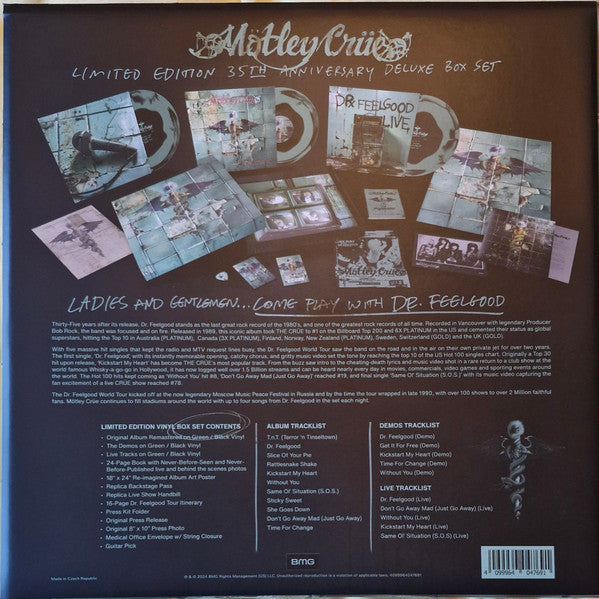 Mötley Crüe
LIMITED EDITION 35TH ANNIVERSARY DELUXE BOX SET
DR. FEELGOOD
LIVE
LADIES AND GENTLEMEN... COME PLAY WITH DR. FEELGOOD
Thirty-Five years after its release, Dr. Feelgood stands as the last great rock record of the 1980's, and one of the greatest rock records of all time. Recorded in Vancouver with legendary Producer
Bob Rock, the band was focused and on fire. Released in 1989, this iconic album took THE CRÜE to #1 on the Billboard Top 200 and 6X PLATINUM in the US and cemented their status as global
superstars, hitting the Top 10 in Australia (PLATINUM), Canada (3X PLATINUM), Finland, Norway, New Zealand (PLATINUM), Sweden, Switzerland (GOLD) and the UK (GOLD).
With five massive hit singles that kept the radio and MTV request lines buzzing, the Dr. Feelgood World Tour saw the band on the road and in their own private jet for over two years.
The first single, 'Dr. Feelgood', with its instantly memorable opening, catchy chorus, and gritty music video set the tone by reaching the top 10 of the US Hot 100 singles chart. Originally a Top 30
hit upon release, 'Kickstart My Heart' has become THE CRÜE's most popular track. From the buzz saw intro to the cheating-death lyrics and music video shot in a rare return to a club show at the
world famous Whisky-a-go-go in Hollywood, it has now logged well over 1.5 Billion streams and can be heard nearly every day in movies, commercials, video games and sporting events around
the world. The Hot 100 hits kept coming with 'Without You' hit #8, 'Don't Go Away Mad (Just Go Away)' reached #19, and final single 'Same Ol' Situation (S.O.S.)' with its music video capturing the
fan excitement of a live CRÜE show reached #78.
The Dr. Feelgood World Tour kicked off at the now legendary Moscow Music Peace Festival in Russia and by the time the tour wrapped in late 1990, with over 100 shows to over 2 Million faithful
fans. Mötley Crüe continues to fill stadiums around the world with up to four songs from Dr. Feelgood in the set each night.
LIMITED EDITION VINYL BOX SET CONTENTS
- Original Album Remastered on Green / Black Vinyl
- The Demos on Green / Black Vinyl
- Live Tracks on Green / Black Vinyl
- 24-Page Book with Never-Before-Seen and Never-
Before-Published live and behind the scenes photos
- 18" x 24" Re-imagined Album Art Poster
- Replica Backstage Pass
- Replica Live Show Handbill
- 16-Page Dr. Feelgood Tour Itinerary
- Press Kit Folder
- Original Press Release
- Original 8" x 10" Press Photo
- Medical Office Envelope w/ String Closure
- Guitar Pick
ALBUM TRACKLIST
T.n.T. (Terror 'n Tinseltown)
Dr. Feelgood
Slice Of Your Pie
Rattlesnake Shake
Kickstart My Heart
Without You
Same Ol' Situation (S.O.S.)
Sticky Sweet
She Goes Down
Don't Go Away Mad (Just Go Away)
Time For Change
DEMOS TRACKLIST
Dr. Feelgood (Demo)
Get It For Free (Demo)
Kickstart My Heart (Demo)
Time For Change (Demo)
Without You (Demo)
LIVE TRACKLIST
Dr. Feelgood (Live)
Don't Go Away Mad (Just Go Away) (Live)
Without You (Live)
Kickstart My Heart (Live)
Same Ol' Situation (S.O.S) (Live)
Made in Czech Republic
BMG
℗ & © 2024 BMG Rights Management (US) LLC. Unauthorized reproduction is a violation of applicable laws. 4099964047691
4 099964 047691